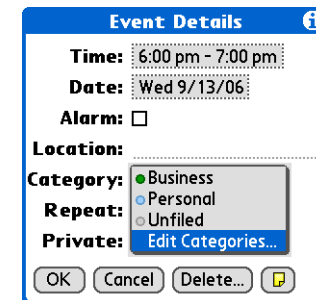 Event Details
Time: 6:00 pm - 7:00 pm
Date: Wed 9/13/06
Alarm:
Location:
Category: Business
Personal
Repeat:
Unfiled
Private: Edit Categories...
OK Cancel Delete...